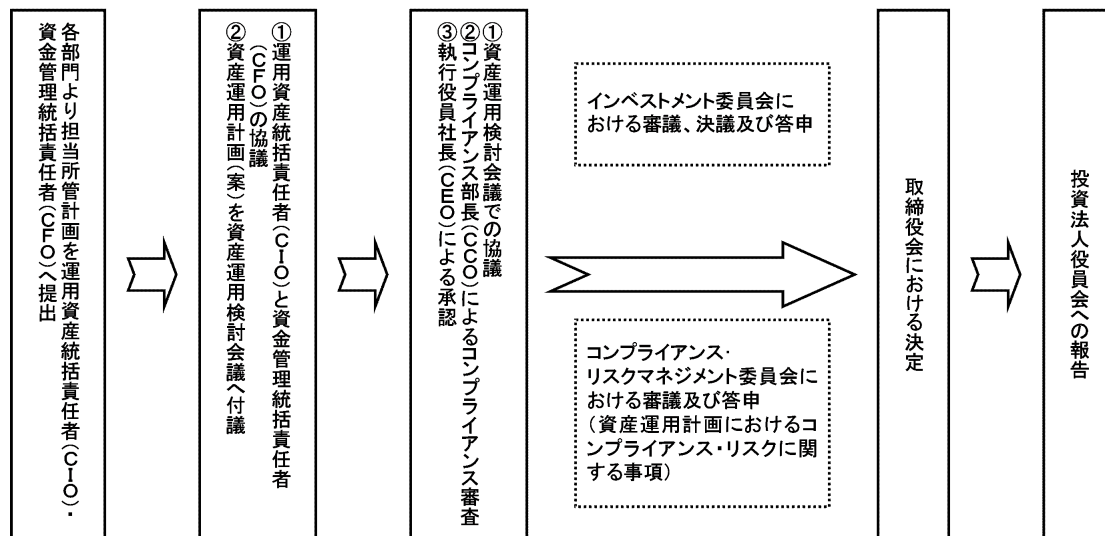 各部門より担当所管計画を運用資産統括責任者(CIO)・
資金管理統括責任者(CFO)へ提出
①運用資産統括責任者(CIO)と資金管理統括責任者
(CFO)の協議
②資産運用計画(案)を資産運用検討会議へ付議
①資産運用検討会議での協議
②コンプライアンス部長(CCO)によるコンプライアンス審査
③執行役員社長(CEO)による承認
インベストメント委員会に
おける審議、決議及び答申
コンプライアンス・
リスクマネジメント委員会に
おける審議及び答申
(資産運用計画におけるコ
ンプライアンス・リスクに関
する事項)
取締役会における決定
投資法人役員会への報告